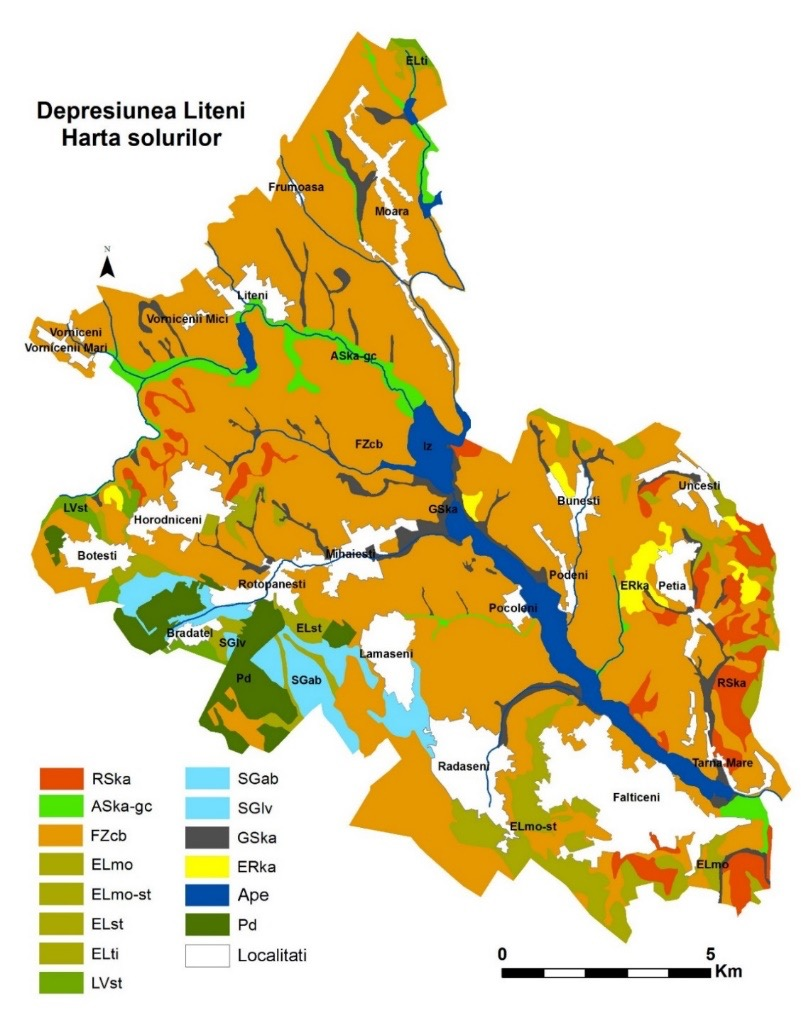 Depresiunea Liteni
Harta solurilor
ELti
Frumoasa
Moara
N
Liteni
Vornicenii Mici
Vorniceni
Vornicenii Mari
ASka-gc
FZcb
Iz
Uncesti
Bunesti
LVst
GSka
Horodniceni
Botesti
Mihaiesti
Podeni
Rotopanesti
ERka
Petia
Pocoleni
ELst
Bradatel
SGlv
Lamaseni
Pd
SGab
RSka
Radaseni
Tarna Mare
Falticeni
ELmo-st
ELmo
RSka
ASka-gc
FZcb
ELmo
ELmo-st
ELst
ELti
LVst
SGab
SGlv
GSka
ERka
Ape
Pd
Localitati
0 5
Km